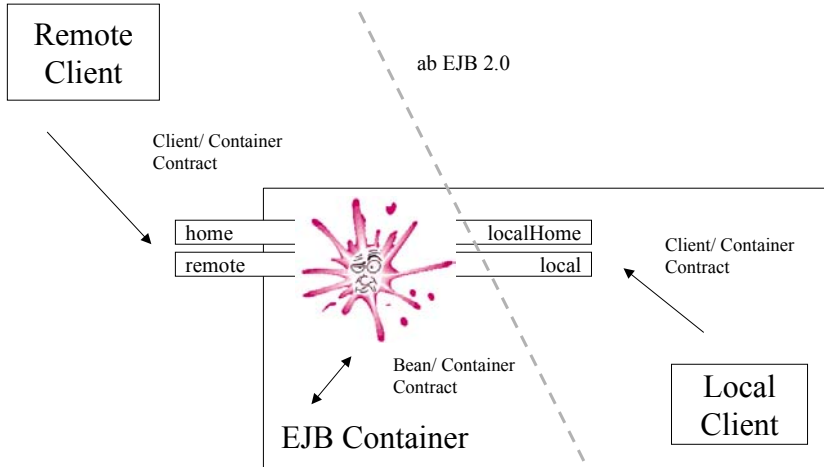 Remote
Client
ab EJB 2.0
Client/ Container
Contract
home
localHome
remote
local
Client/ Container
Contract
Bean/ Container
Contract
EJB Container
Local
Client